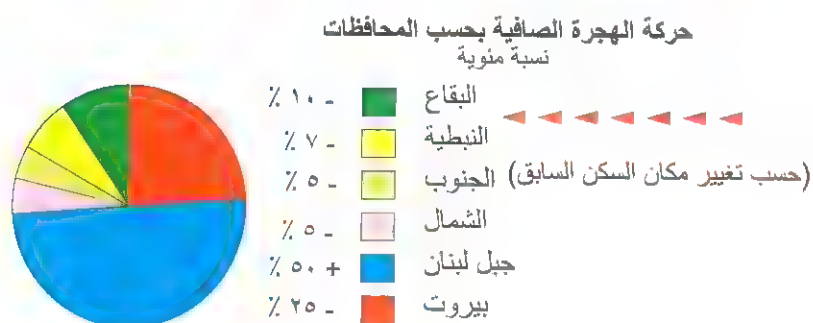 حركة الهجرة الصافية بحسب المحافظات
نسبة مئوية
البقاع - ١٠ ٪
النبطية - ٧ ٪
(حسب تغيير مكان السكن السابق)
الجنوب - ٥ ٪
الشمال - ٥ ٪
جبل لبنان + ٥٠ ٪
بيروت - ٢٥ ٪